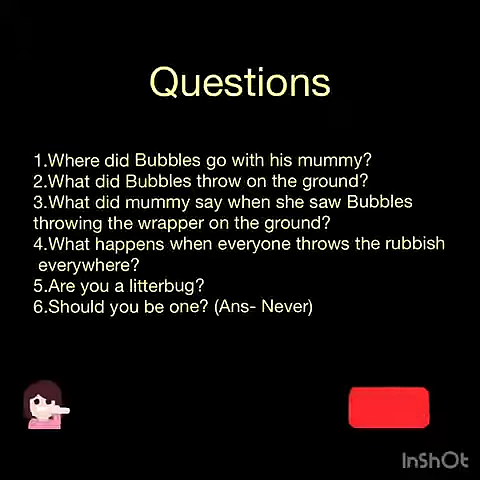 Questions
1.Where did Bubbles go with his mummy?
2.What did Bubbles throw on the ground?
3.What did mummy say when she saw Bubbles
throwing the wrapper on the ground?
4.What happens when everyone throws the rubbish
everywhere?
5.Are you a litterbug?
6.Should you be one? (Ans- Never)
InShOt